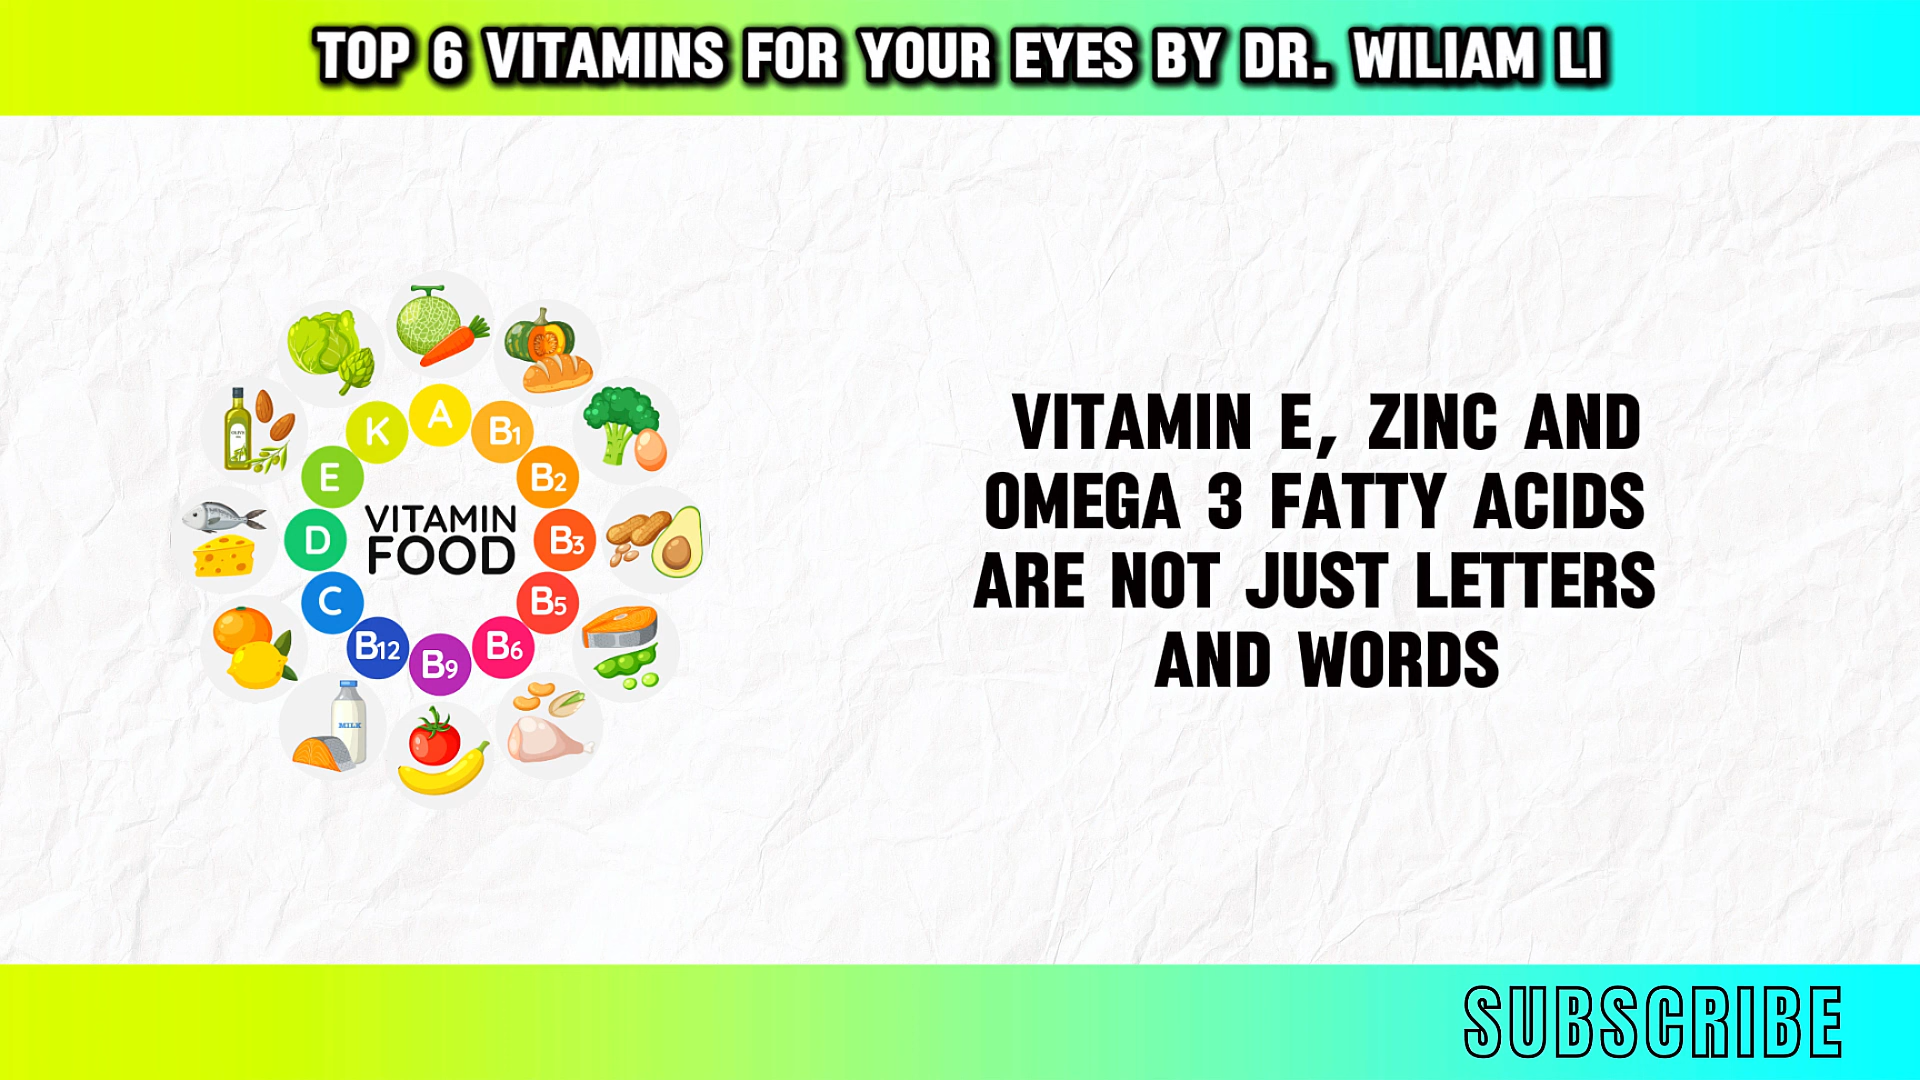 TOP 6 VITAMINS FOR YOUR EYES BY DR. WILIAM LI
K
A
B1
E
B2
D
VITAMIN
FOOD
B3
C
B5
B12
B9
B6
MILK
VITAMIN E, ZINC AND
OMEGA 3 FATTY ACIDS
ARE NOT JUST LETTERS
AND WORDS
SUBSCRIBE